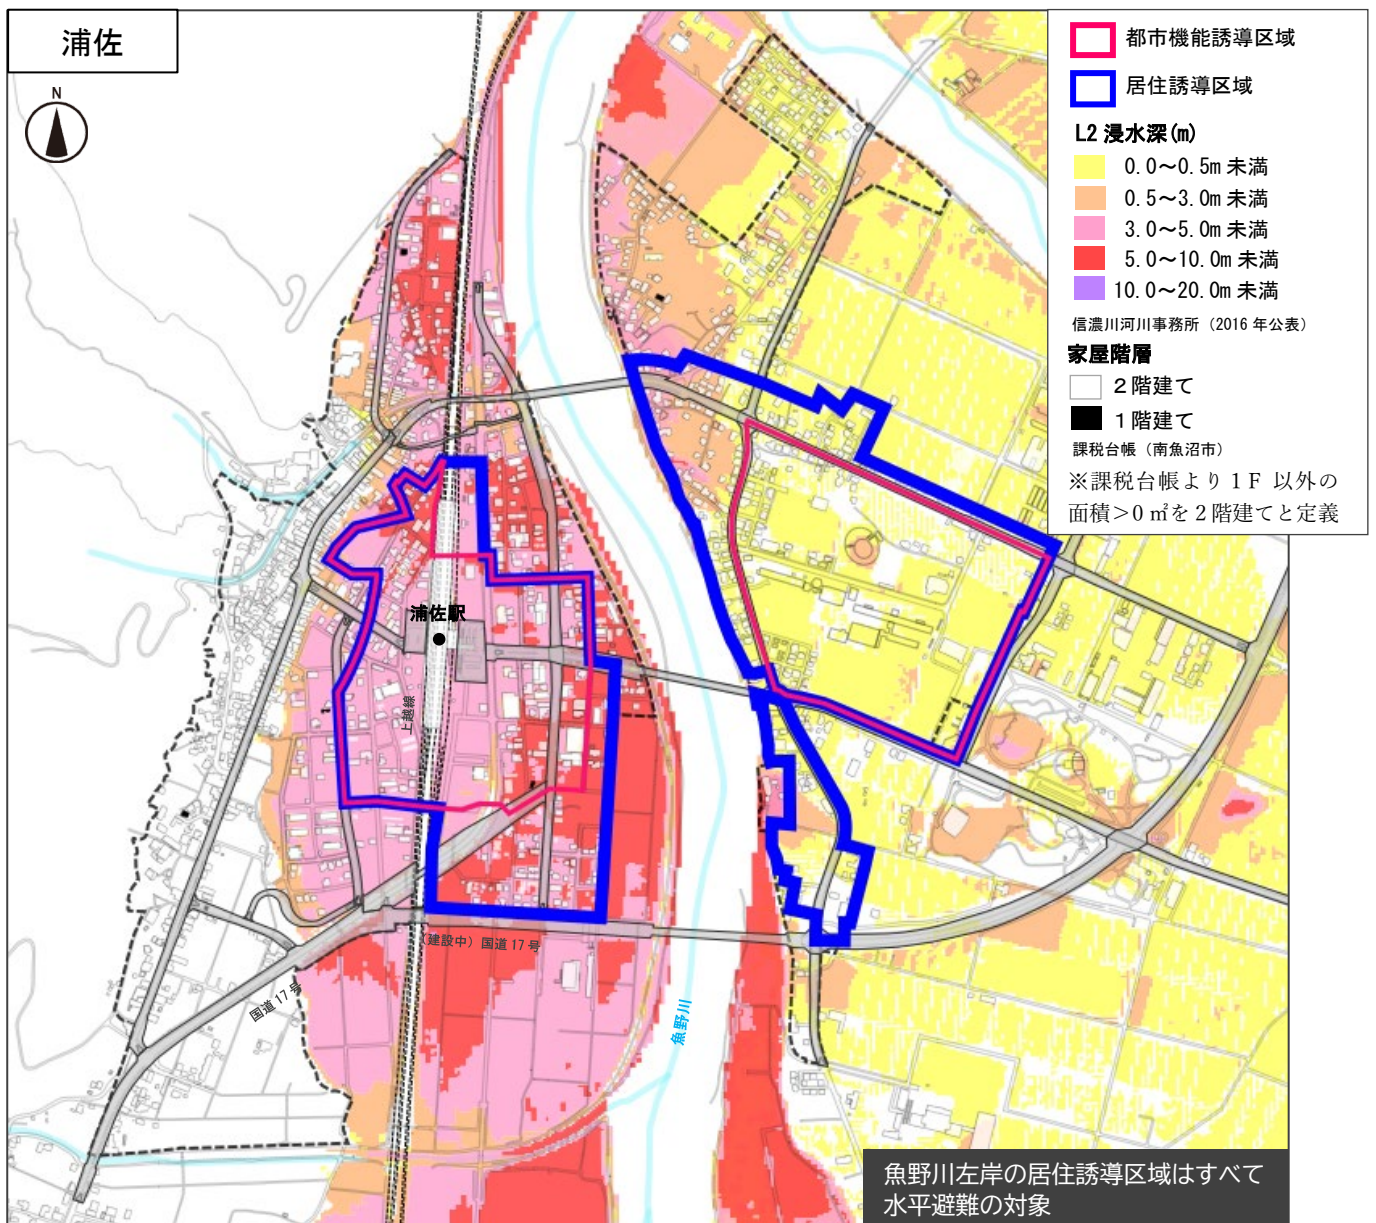 浦佐
N
都市機能誘導区域
居住誘導区域
L2 浸水深(m)
0.0～0.5m 未満
0.5～3.0m 未満
3.0～5.0m 未満
5.0～10.0m 未満
10.0～20.0m 未満
信濃川河川事務所（2016 年公表）
家屋階層
２階建て
１階建て
課税台帳（南魚沼市）
※課税台帳より 1F 以外の
面積＞0 ㎡を２階建てと定義
浦佐駅
上越線
（建設中）国道 17 号
国道 17 号
魚野川
魚野川左岸の居住誘導区域はすべて
水平避難の対象